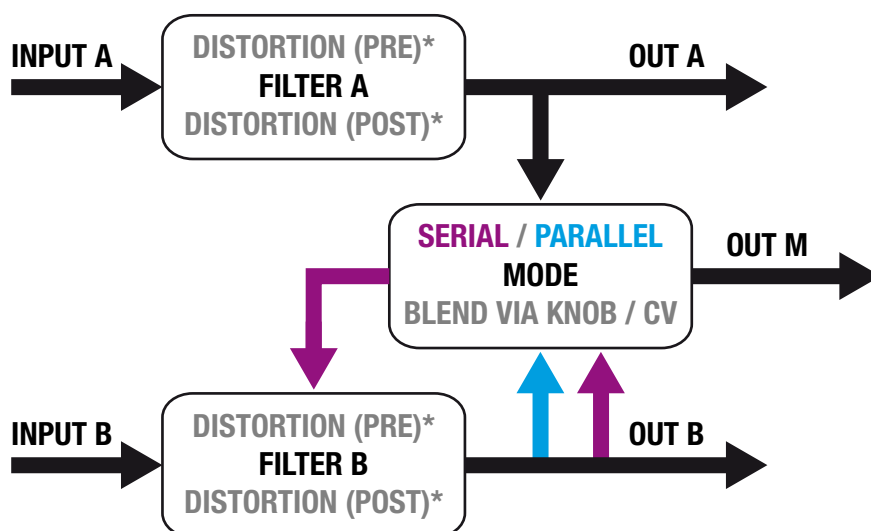 INPUT A
DISTORTION (PRE)*
FILTER A
DISTORTION (POST)*
OUT A
SERIAL / PARALLEL
MODE
BLEND VIA KNOB / CV
OUT M
INPUT B
DISTORTION (PRE)*
FILTER B
DISTORTION (POST)*
OUT B